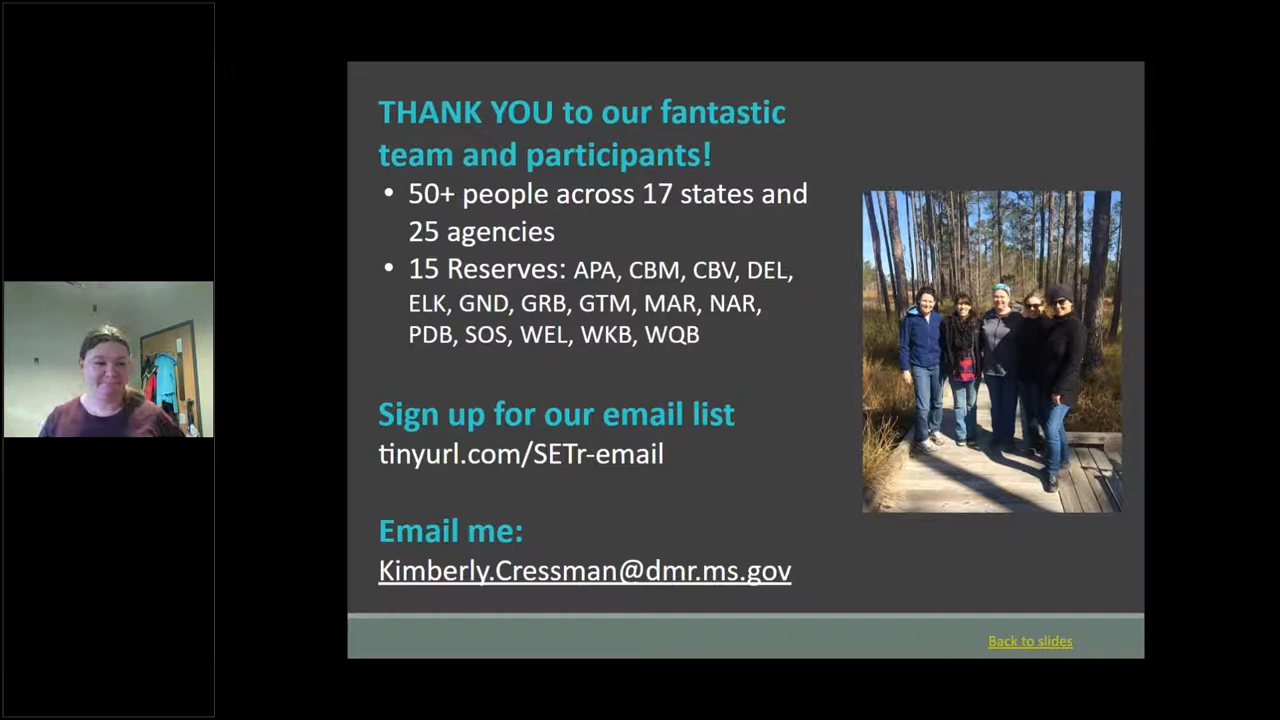 THANK YOU to our fantastic
team and participants!
• 50+ people across 17 states and
25 agencies
• 15 Reserves: APA, CBM, CBV, DEL,
ELK, GND, GRB, GTM, MAR, NAR,
PDB, SOS, WEL, WKB, WQB
Sign up for our email list
tinyurl.com/SETr-email
Email me:
Kimberly.Cressman@dmr.ms.gov
Back to slides